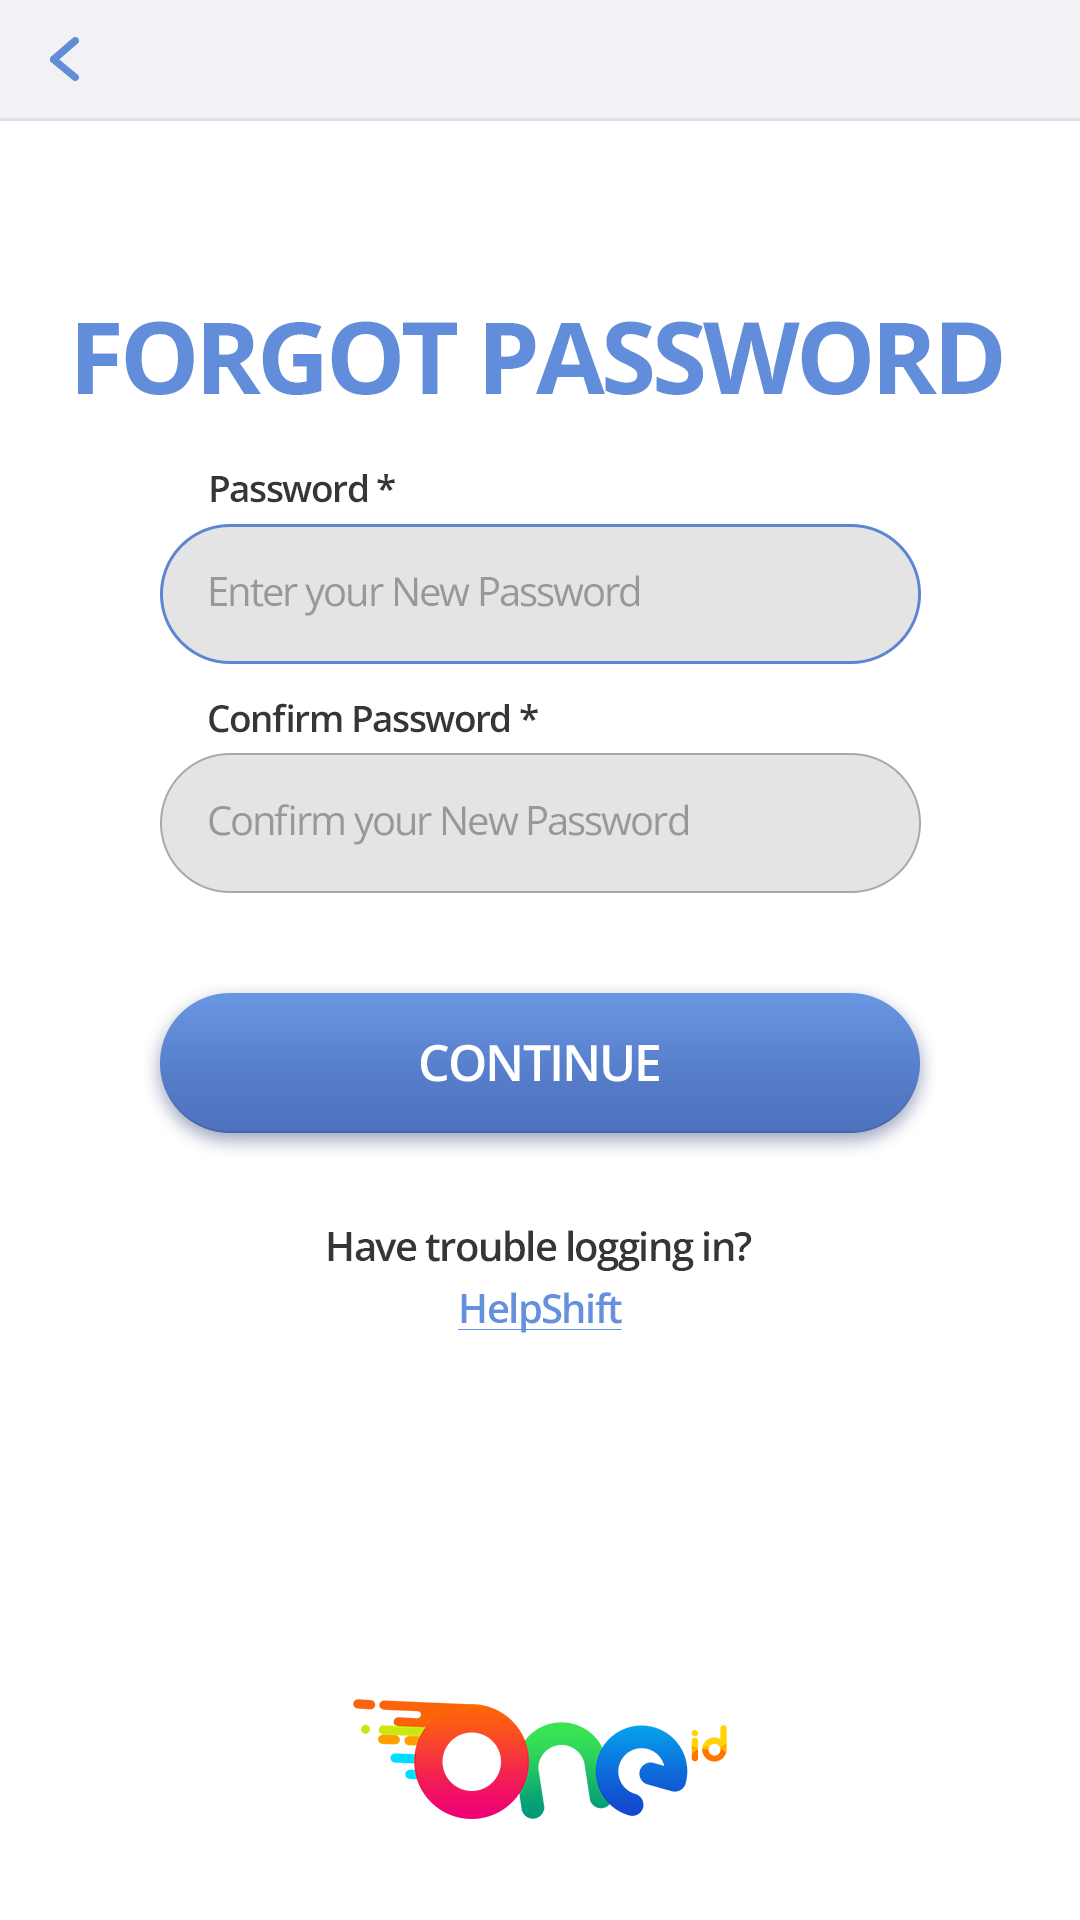 FORGOT PASSWORD
Password *
Enter your New Password
Confirm Password *
Confirm your New Password
CONTINUE
Have trouble logging in?
HelpShift
One id